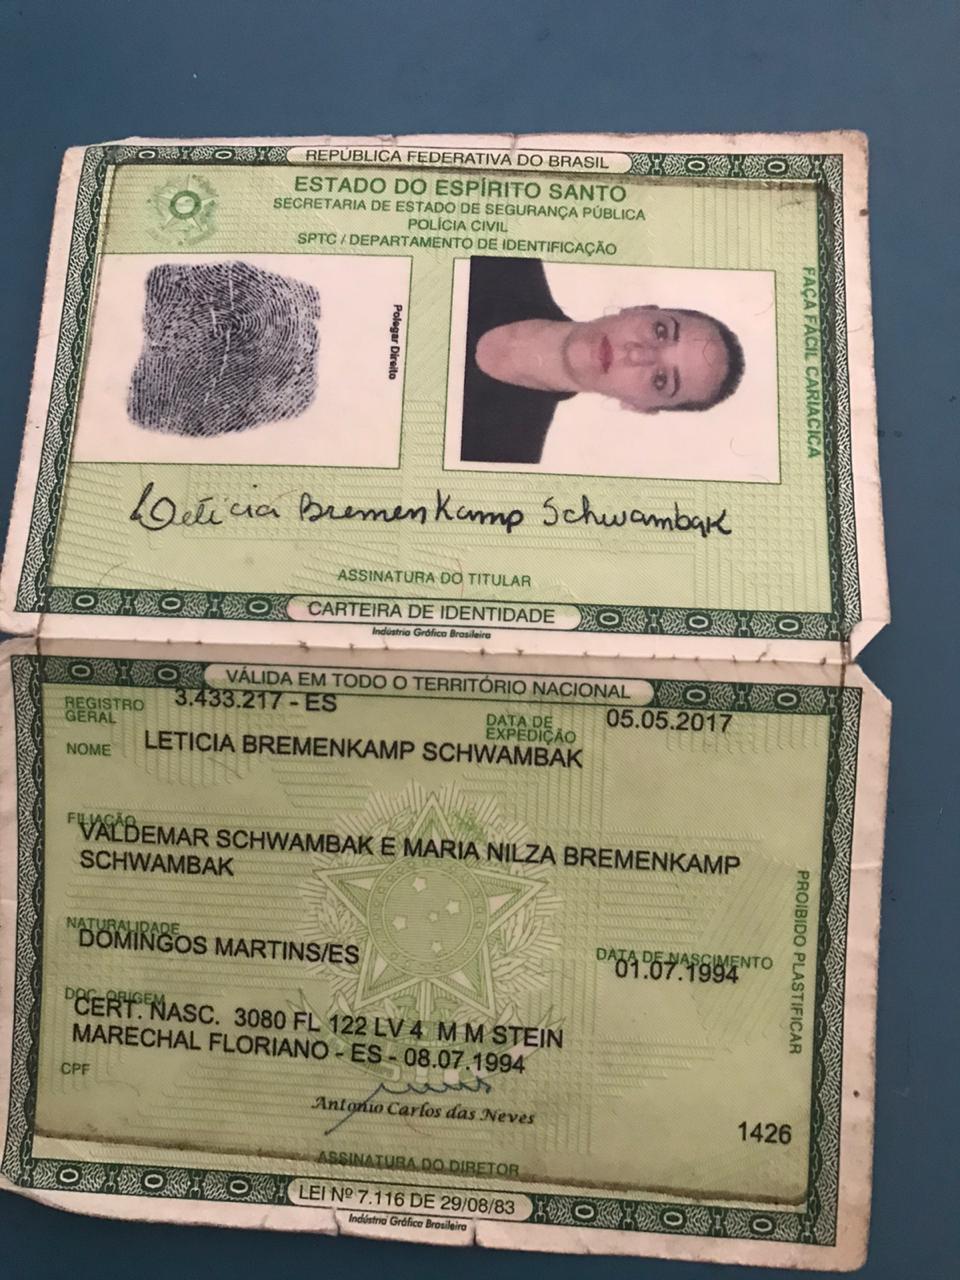 REPÚBLICA FEDERATIVA DO BRASIL
ESTADO DO ESPÍRITO SANTO
SECRETARIA DE ESTADO DE SEGURANÇA PÚBLICA
POLÍCIA CIVIL
SPTC / DEPARTAMENTO DE IDENTIFICAÇÃO
Polegar Direito
FAÇA FÁCIL CARIACICA
Leticia Bremenkamp Schwambak
ASSINATURA DO TITULAR
CARTEIRA DE IDENTIDADE
Indústria Gráfica Brasileira
VÁLIDA EM TODO O TERRITÓRIO NACIONAL
REGISTRO GERAL 3.433.217 - ES DATA DE EXPEDIÇÃO 05.05.2017
NOME LETICIA BREMENKAMP SCHWAMBAK
FILIAÇÃO
VALDEMAR SCHWAMBAK E MARIA NILZA BREMENKAMP
SCHWAMBAK
NATURALIDADE DATA DE NASCIMENTO
DOMINGOS MARTINS/ES 01.07.1994
DOC. ORIGEM
CERT. NASC. 3080 FL 122 LV 4 M M STEIN
MARECHAL FLORIANO - ES - 08.07.1994
CPF
Antonio Carlos das Neves
1426
ASSINATURA DO DIRETOR
PROIBIDO PLASTIFICAR
LEI Nº 7.116 DE 29/08/83
Indústria Gráfica Brasileira